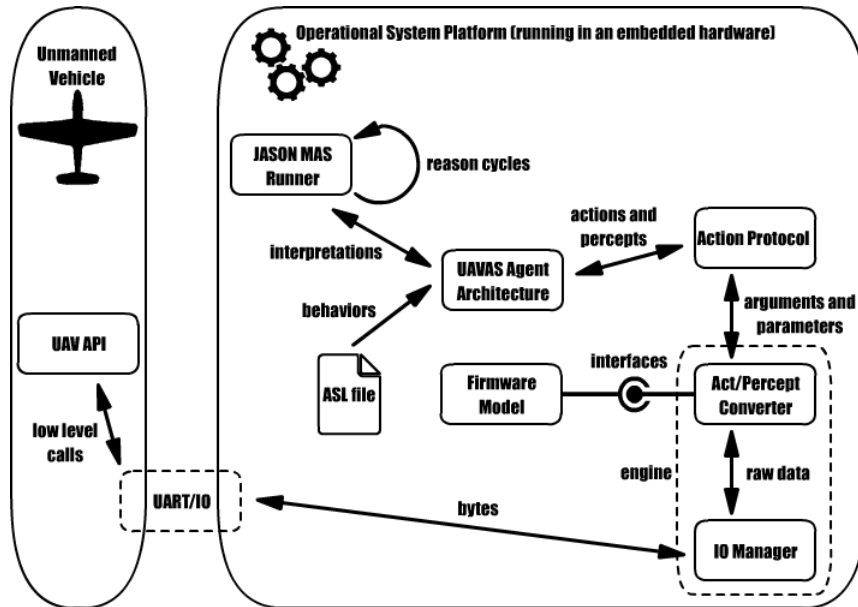 Operational System Platform (running in an embedded hardware)
Unmanned
Vehicle
JASON MAS
Runner
reason cycles
actions and
percepts
Action Protocol
interpretations
UAVAS Agent
Architecture
behaviors
arguments and
parameters
UAV API
ASL file
Firmware
Model
interfaces
Act/Percept
Converter
low level
calls
engine
raw data
UART/IO
bytes
IO Manager